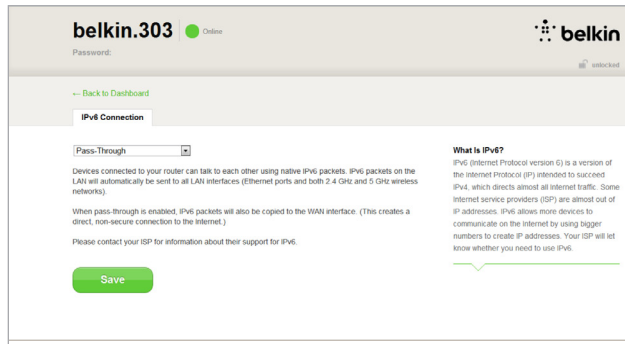 belkin.303
Online
belkin
Password:
unlocked
← Back to Dashboard
IPv6 Connection
Pass-Through
Devices connected to your router can talk to each other using native IPv6 packets. IPv6 packets on the
LAN will automatically be sent to all LAN interfaces (Ethernet ports and both 2.4 GHz and 5 GHz wireless
networks).
When pass-through is enabled, IPv6 packets will also be copied to the WAN interface. (This creates a
direct, non-secure connection to the Internet.)
Please contact your ISP for information about their support for IPv6.
Save
What Is IPv6?
IPv6 (Internet Protocol version 6) is a version of
the Internet Protocol (IP) intended to succeed
IPv4, which directs almost all Internet traffic. Some
Internet service providers (ISP) are almost out of
IP addresses. IPv6 allows more devices to
communicate on the Internet by using bigger
numbers to create IP addresses. Your ISP will let
know whether you need to use IPv6.